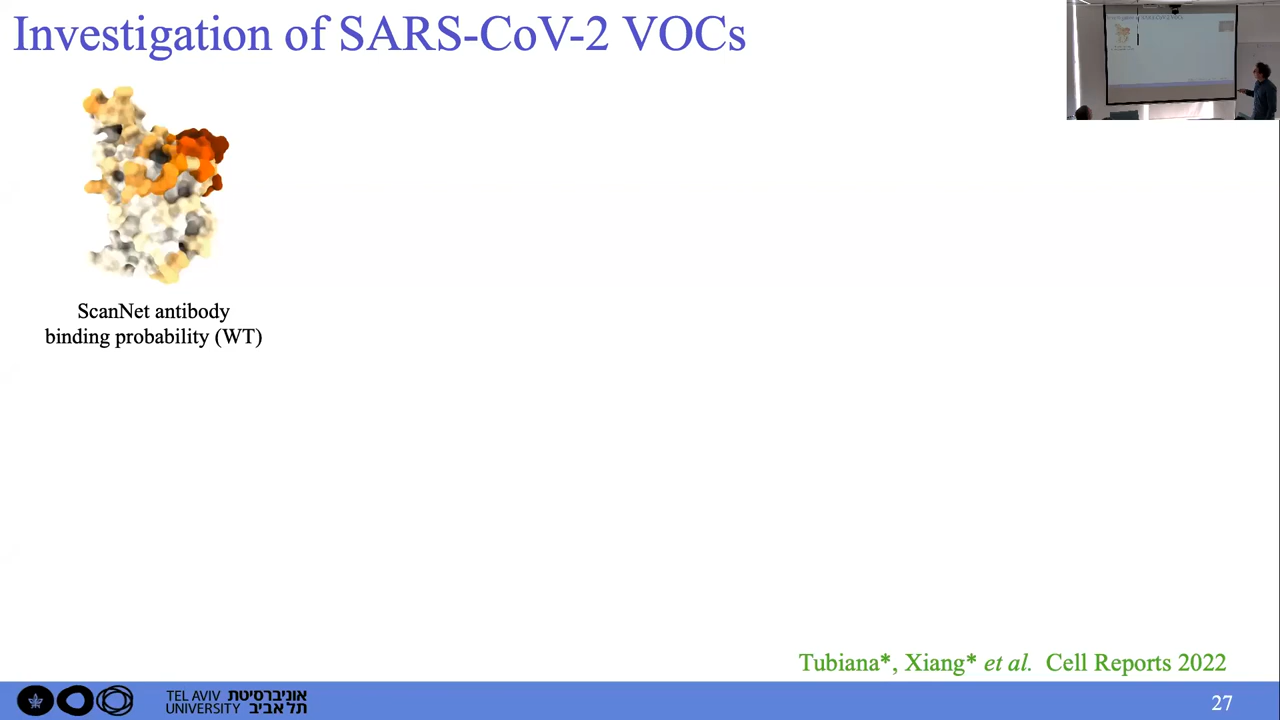 Investigation of SARS-CoV-2 VOCs
ScanNet antibody
binding probability (WT)
Tubiana*, Xiang* et al. Cell Reports 2022
TEL AVIV אוניברסיטת
UNIVERSITY תל אביב
27